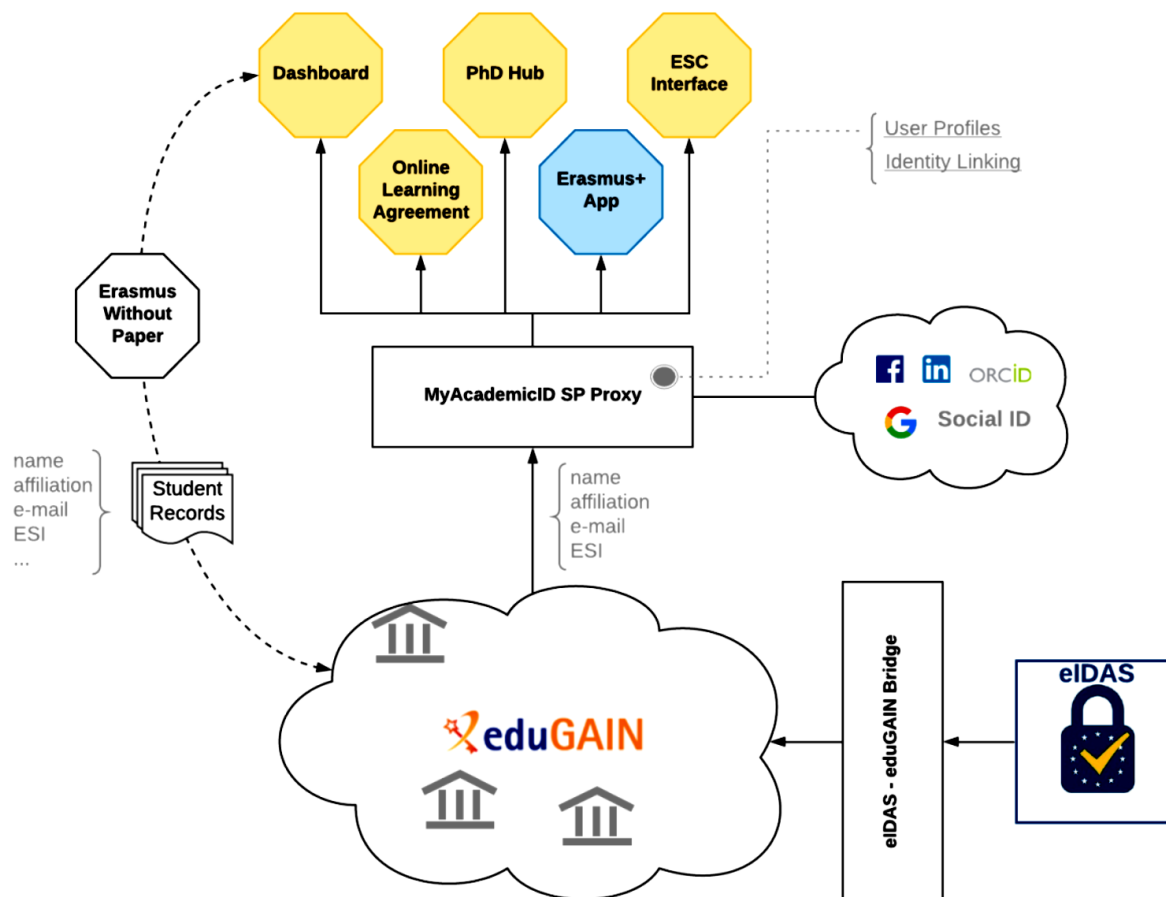 Dashboard
PhD Hub
ESC
Interface
User Profiles
Identity Linking
Online
Learning
Agreement
Erasmus+
App
Erasmus
Without
Paper
MyAcademicID SP Proxy
f
in
ORCiD
G
Social ID
name
affiliation
e-mail
ESI
...
Student
Records
name
affiliation
e-mail
ESI
eduGAIN
eIDAS - eduGAIN Bridge
eIDAS